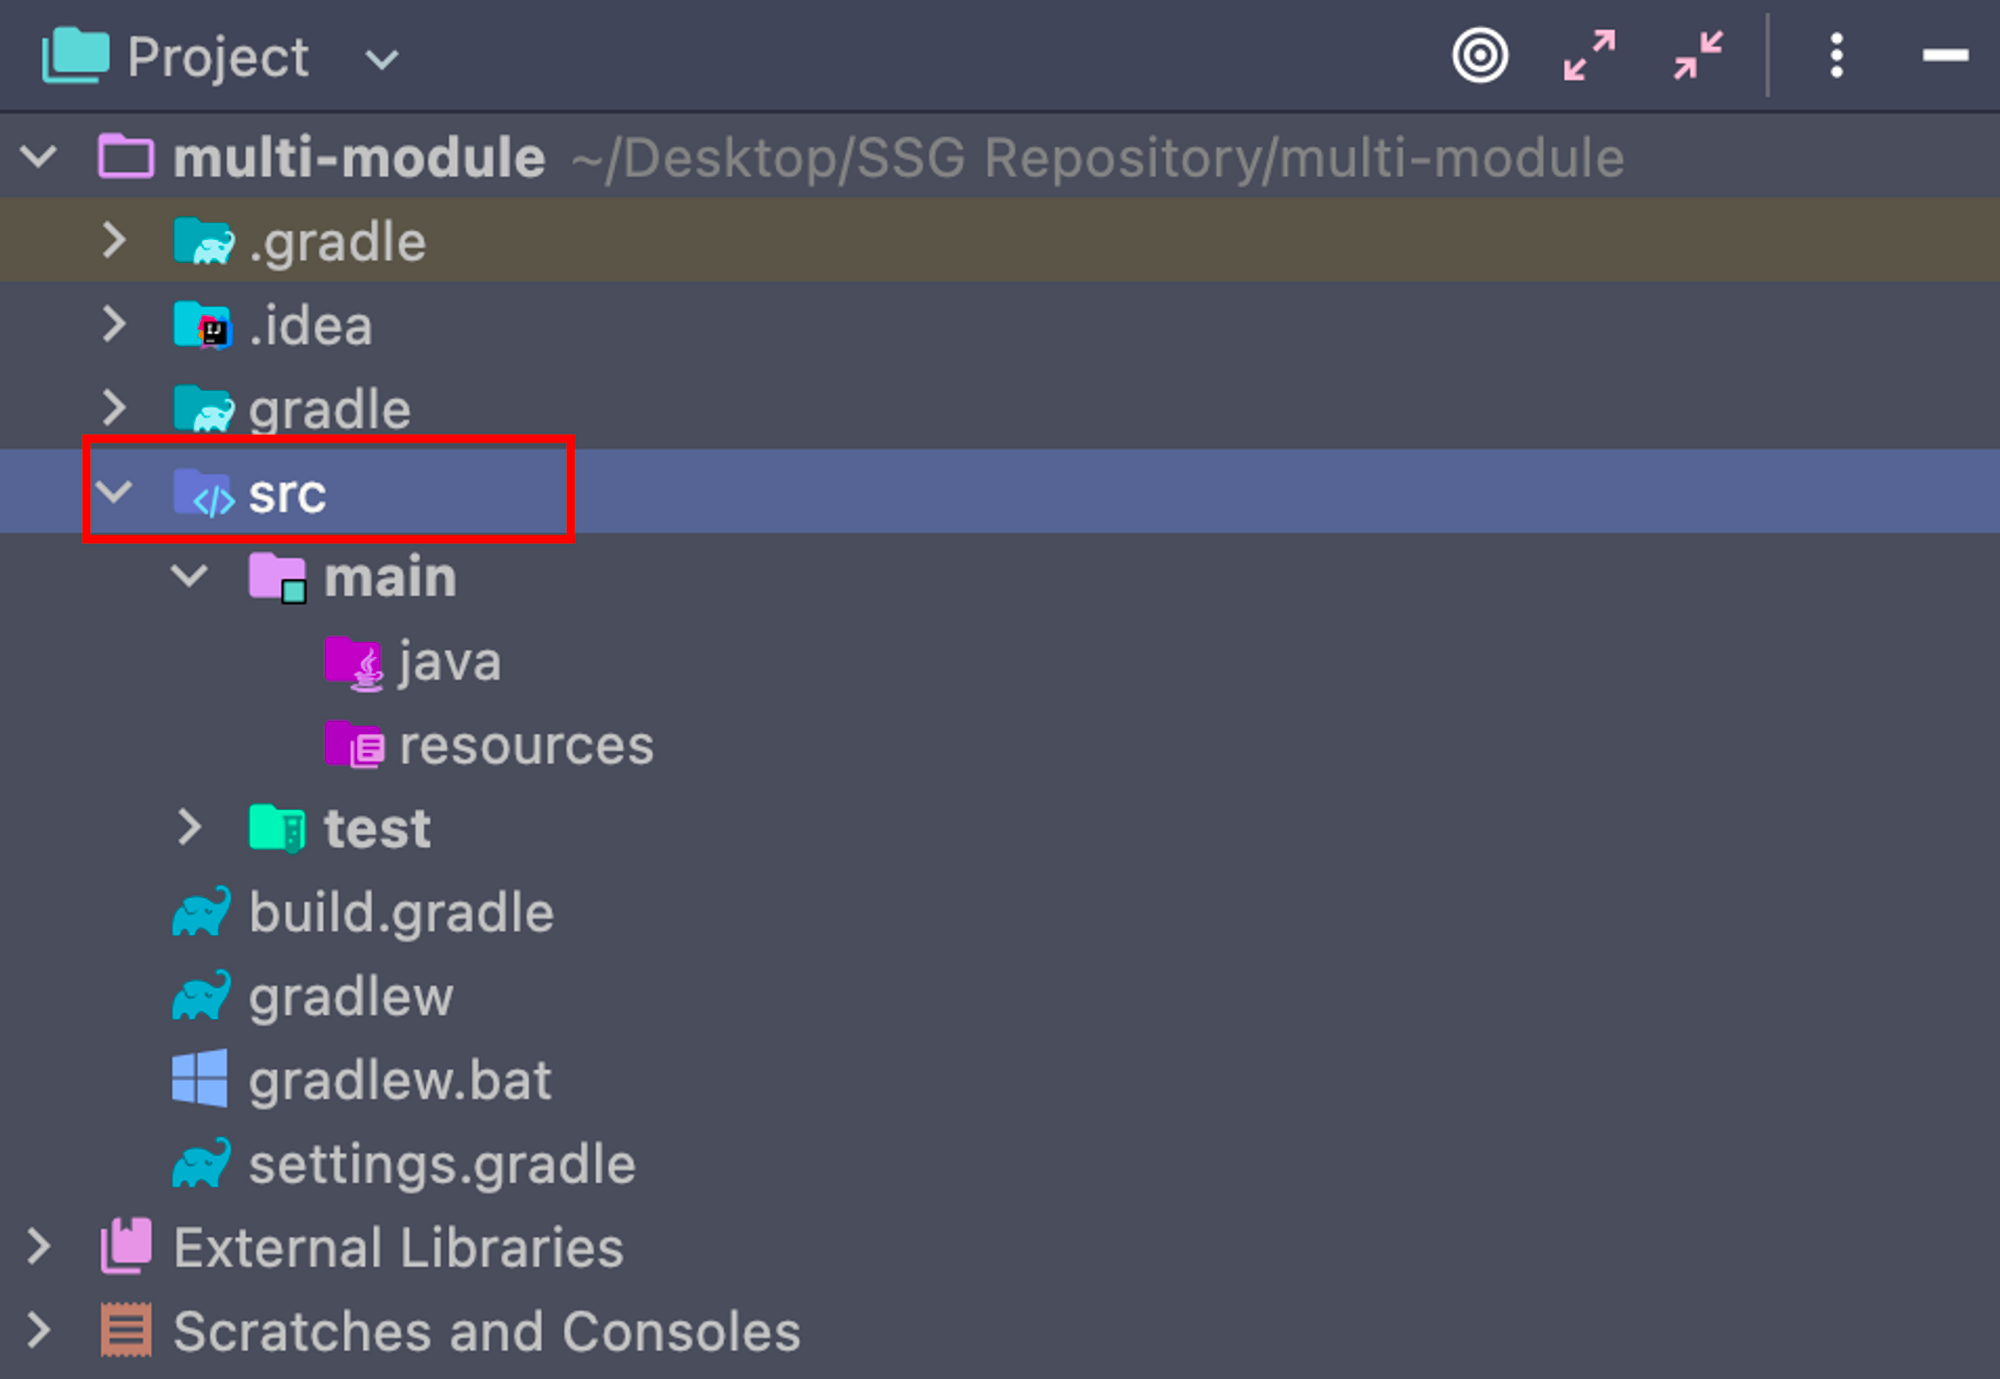 Project
multi-module ~/Desktop/SSG Repository/multi-module
.gradle
.idea
gradle
src
main
java
resources
test
build.gradle
gradlew
gradlew.bat
settings.gradle
External Libraries
Scratches and Consoles